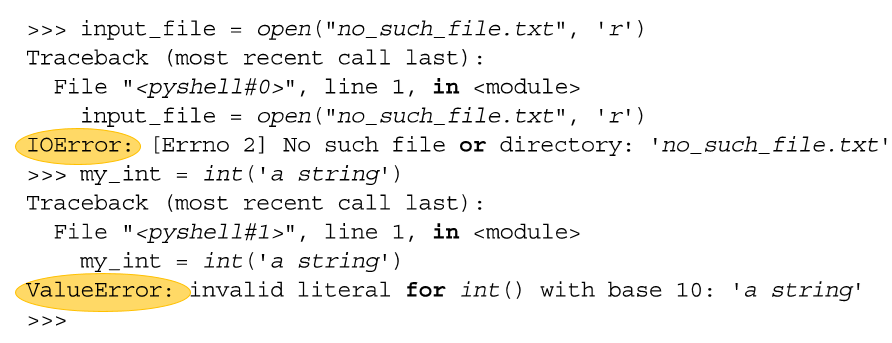 >>> input_file = open("no_such_file.txt", 'r')
Traceback (most recent call last):
  File "<pyshell#0>", line 1, in <module>
    input_file = open("no_such_file.txt", 'r')
IOError: [Errno 2] No such file or directory: 'no_such_file.txt'
>>> my_int = int('a string')
Traceback (most recent call last):
  File "<pyshell#1>", line 1, in <module>
    my_int = int('a string')
ValueError: invalid literal for int() with base 10: 'a string'
>>>